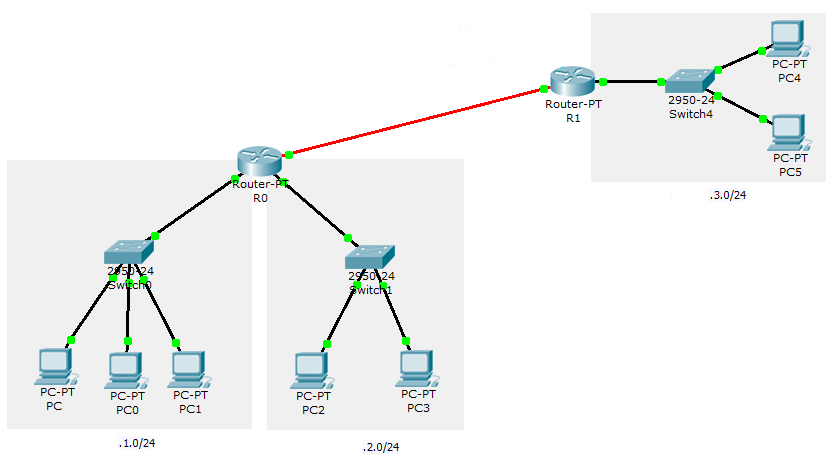 PC-PT
PC4
Router-PT
R1
2950-24
Switch4
PC-PT
PC5
.3.0/24
Router-PT
R0
2950-24
Switch0
2950-24
Switch1
PC-PT
PC
PC-PT
PC0
PC-PT
PC1
PC-PT
PC2
PC-PT
PC3
.1.0/24
.2.0/24